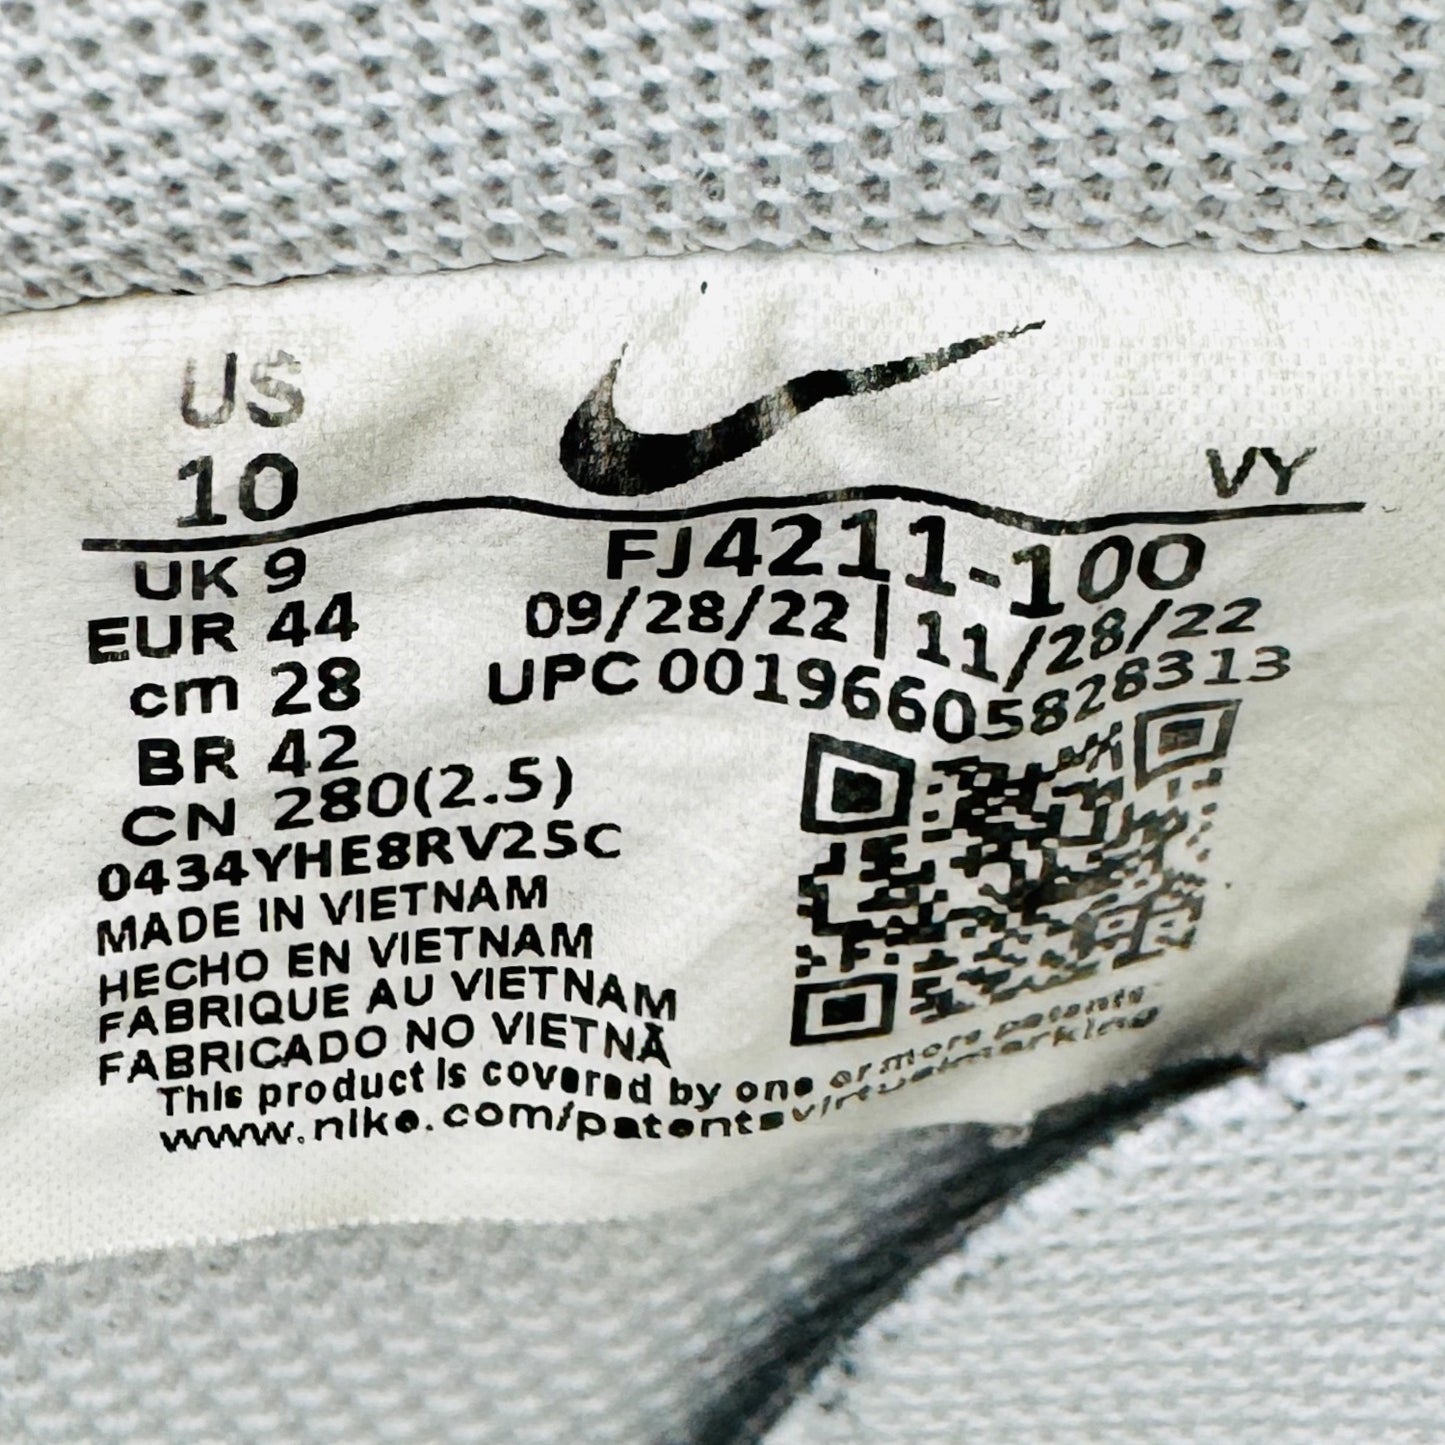 US
10
VY
UK 9
FJ4211-100
EUR 44
09/28/22 | 11/28/22
cm 28
UPC 00196605828313
BR 42
CN 280(2.5)
0434YHE8RV25C
MADE IN VIETNAM
HECHO EN VIETNAM
FABRIQUE AU VIETNAM
FABRICADO NO VIETNÃ
This product is covered by one or more patents
www.nike.com/patentsvirtualmarking